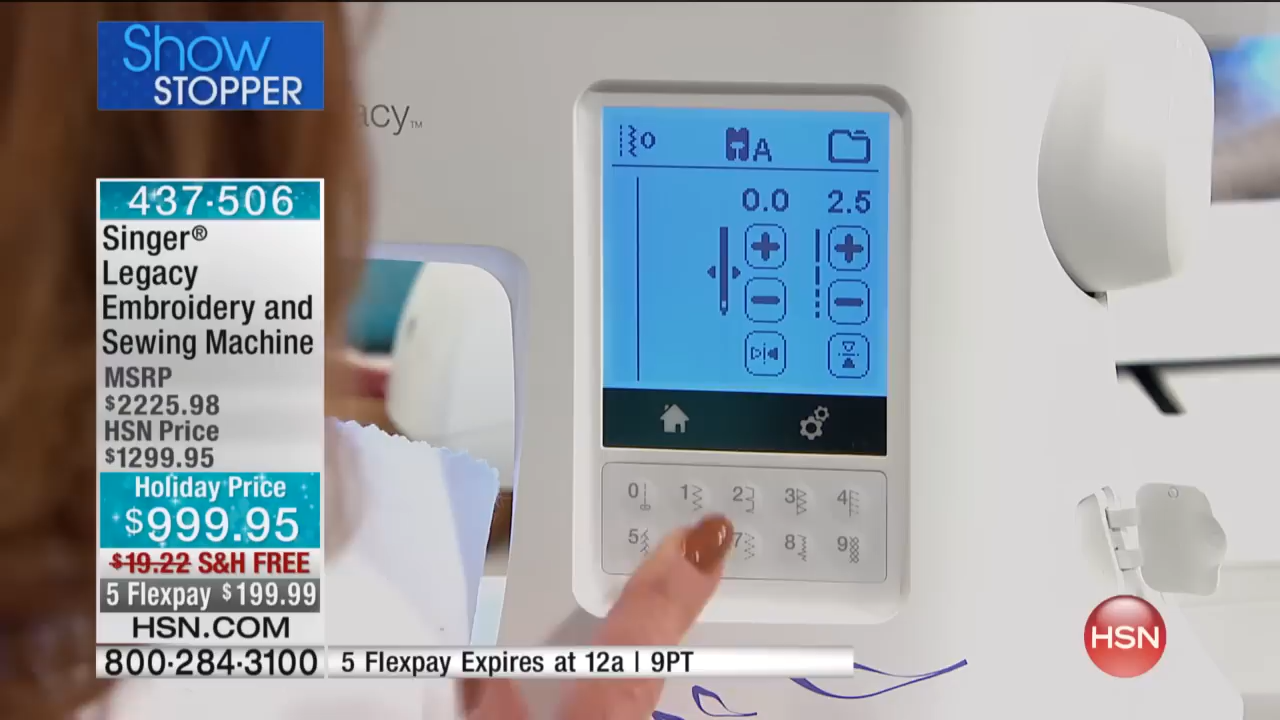 Show
STOPPER
acy™
437-506
Singer®
Legacy
Embroidery and
Sewing Machine
MSRP
$2225.98
HSN Price
$1299.95
Holiday Price
$999.95
$19.22 S&H FREE
5 Flexpay $199.99
HSN.COM
800-284-3100
5 Flexpay Expires at 12a | 9PT
0 A
0.0 2.5
0 1 2 3 4
5 7 8 9
HSN